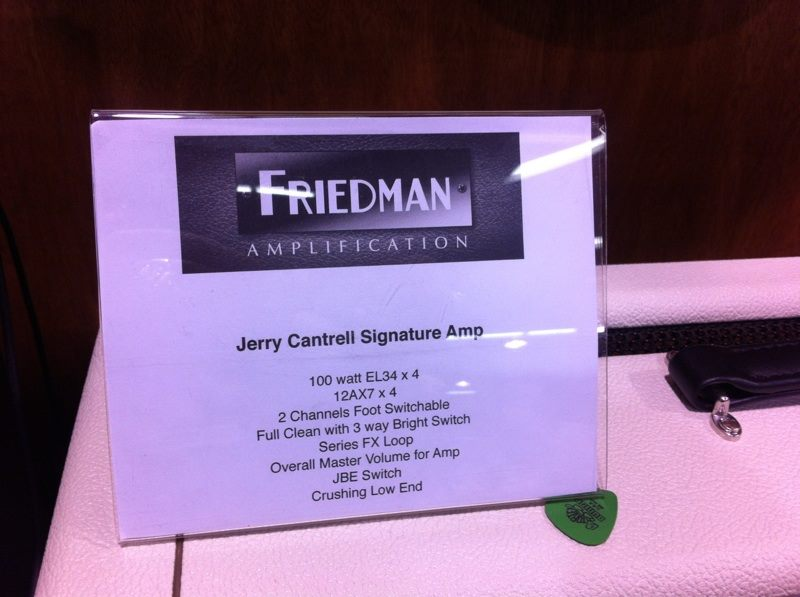 FRIEDMAN
AMPLIFICATION
Jerry Cantrell Signature Amp
100 watt EL34 x 4
12AX7 x 4
2 Channels Foot Switchable
Full Clean with 3 way Bright Switch
Series FX Loop
Overall Master Volume for Amp
JBE Switch
Crushing Low End